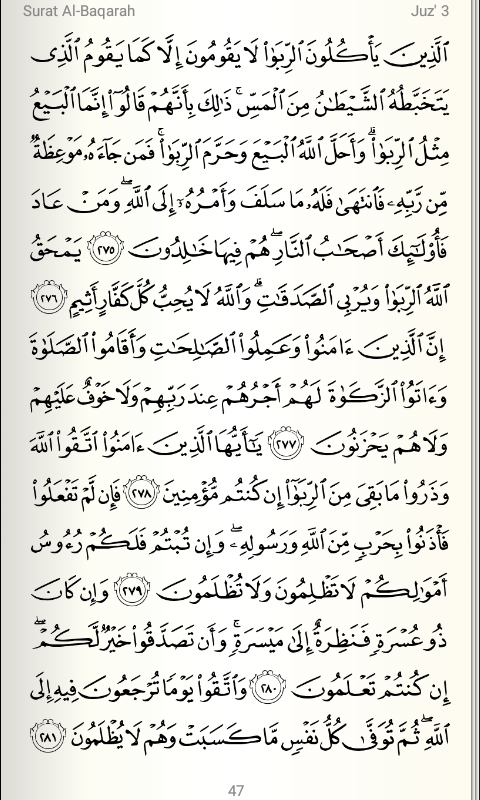 Surat Al-Baqarah Juz' 3
ٱلَّذِينَ يَأْكُلُونَ ٱلرِّبَوٰا۟ لَا يَقُومُونَ إِلَّا كَمَا يَقُومُ ٱلَّذِى
يَتَخَبَّطُهُ ٱلشَّيْطَـٰنُ مِنَ ٱلْمَسِّ ۚ ذَٰلِكَ بِأَنَّهُمْ قَالُوٓا۟ إِنَّمَا ٱلْبَيْعُ
مِثْلُ ٱلرِّبَوٰا۟ ۗ وَأَحَلَّ ٱللَّهُ ٱلْبَيْعَ وَحَرَّمَ ٱلرِّبَوٰا۟ ۚ فَمَن جَآءَهُۥ مَوْعِظَةٌ
مِّن رَّبِّهِۦ فَٱنتَهَىٰ فَلَهُۥ مَا سَلَفَ وَأَمْرُهُۥٓ إِلَى ٱللَّهِ ۖ وَمَنْ عَادَ
فَأُو۟لَـٰٓئِكَ أَصْحَـٰبُ ٱلنَّارِ ۖ هُمْ فِيهَا خَـٰلِدُونَ ٢٧٥ يَمْحَقُ
ٱللَّهُ ٱلرِّبَوٰا۟ وَيُرْبِى ٱلصَّدَقَـٰتِ ۗ وَٱللَّهُ لَا يُحِبُّ كُلَّ كَفَّارٍ أَثِيمٍ ٢٧٦
إِنَّ ٱلَّذِينَ ءَامَنُوا۟ وَعَمِلُوا۟ ٱلصَّـٰلِحَـٰتِ وَأَقَامُوا۟ ٱلصَّلَوٰةَ
وَءَاتَوُا۟ ٱلزَّكَوٰةَ لَهُمْ أَجْرُهُمْ عِندَ رَبِّهِمْ وَلَا خَوْفٌ عَلَيْهِمْ
وَلَا هُمْ يَحْزَنُونَ ٢٧٧ يَـٰٓأَيُّهَا ٱلَّذِينَ ءَامَنُوا۟ ٱتَّقُوا۟ ٱللَّهَ
وَذَرُوا۟ مَا بَقِىَ مِنَ ٱلرِّبَوٰٓا۟ إِن كُنتُم مُّؤْمِنِينَ ٢٧٨ فَإِن لَّمْ تَفْعَلُوا۟
فَأْذَنُوا۟ بِحَرْبٍ مِّنَ ٱللَّهِ وَرَسُولِهِۦ ۖ وَإِن تُبْتُمْ فَلَكُمْ رُءُوسُ
أَمْوَٰلِكُمْ لَا تَظْلِمُونَ وَلَا تُظْلَمُونَ ٢٧٩ وَإِن كَانَ
ذُو عُسْرَةٍ فَنَظِرَةٌ إِلَىٰ مَيْسَرَةٍ ۚ وَأَن تَصَدَّقُوا۟ خَيْرٌ لَّكُمْ ۖ
إِن كُنتُمْ تَعْلَمُونَ ٢٨٠ وَٱتَّقُوا۟ يَوْمًا تُرْجَعُونَ فِيهِ إِلَى
ٱللَّهِ ۖ ثُمَّ تُوَفَّىٰ كُلُّ نَفْسٍ مَّا كَسَبَتْ وَهُمْ لَا يُظْلَمُونَ ٢٨١
47